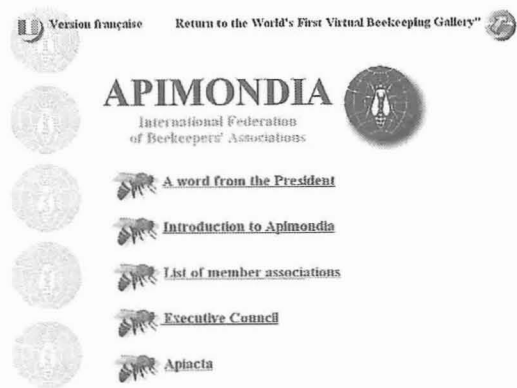 Version française Return to the World's First Virtual Beekeeping Gallery"
APIMONDIA
International Federation
of Beekeepers' Associations
A word from the President
Introduction to Apimondia
List of member associations
Executive Council
Apiacta